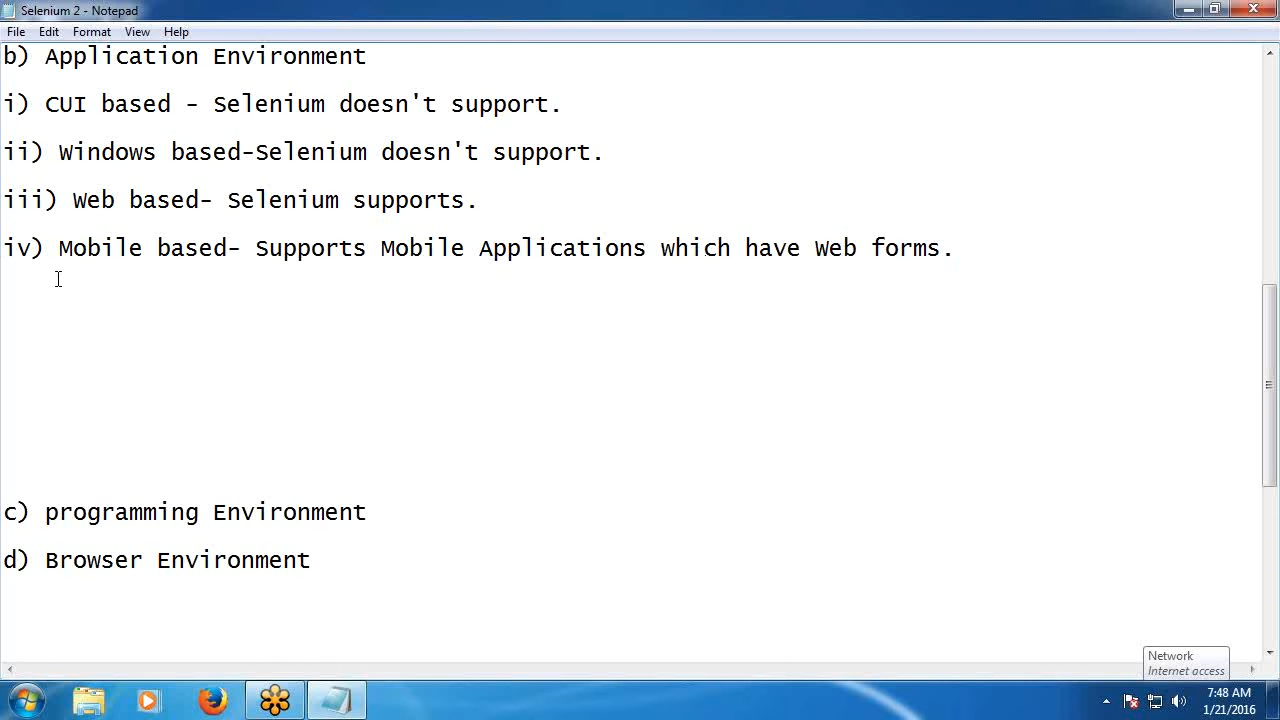 Selenium 2 - Notepad
File Edit Format View Help
b) Application Environment
i) CUI based - Selenium doesn't support.
ii) Windows based-Selenium doesn't support.
iii) Web based- Selenium supports.
iv) Mobile based- Supports Mobile Applications which have Web forms.
c) programming Environment
d) Browser Environment
Network
Internet access
7:48 AM
1/21/2016